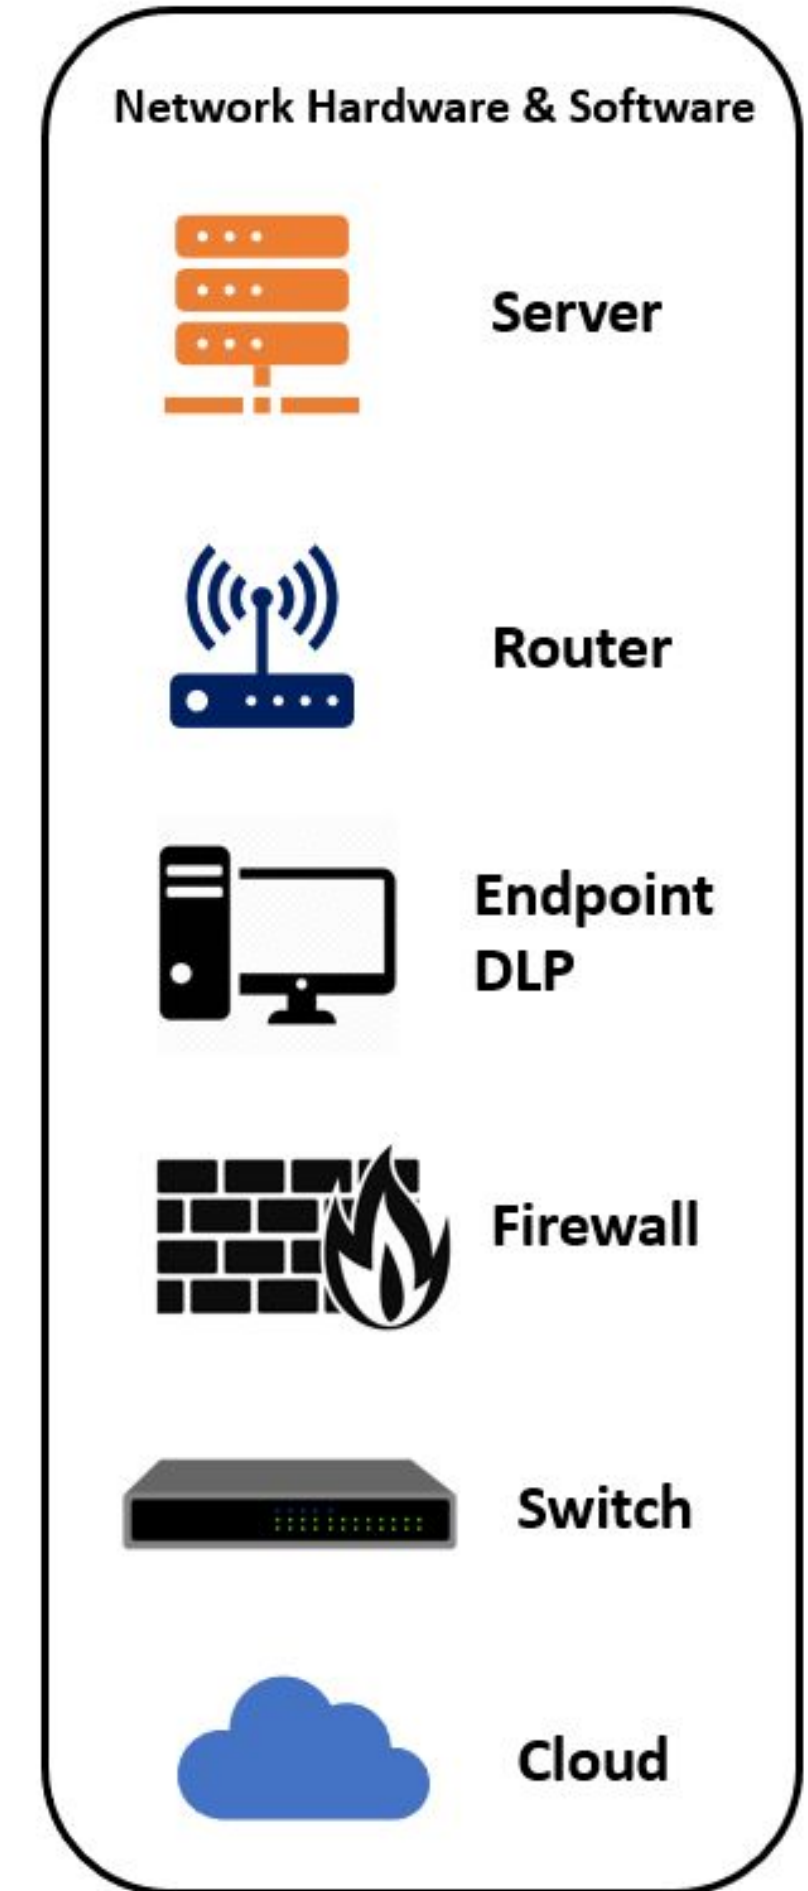 Network Hardware & Software
Server
Router
Endpoint
DLP
Firewall
Switch
Cloud